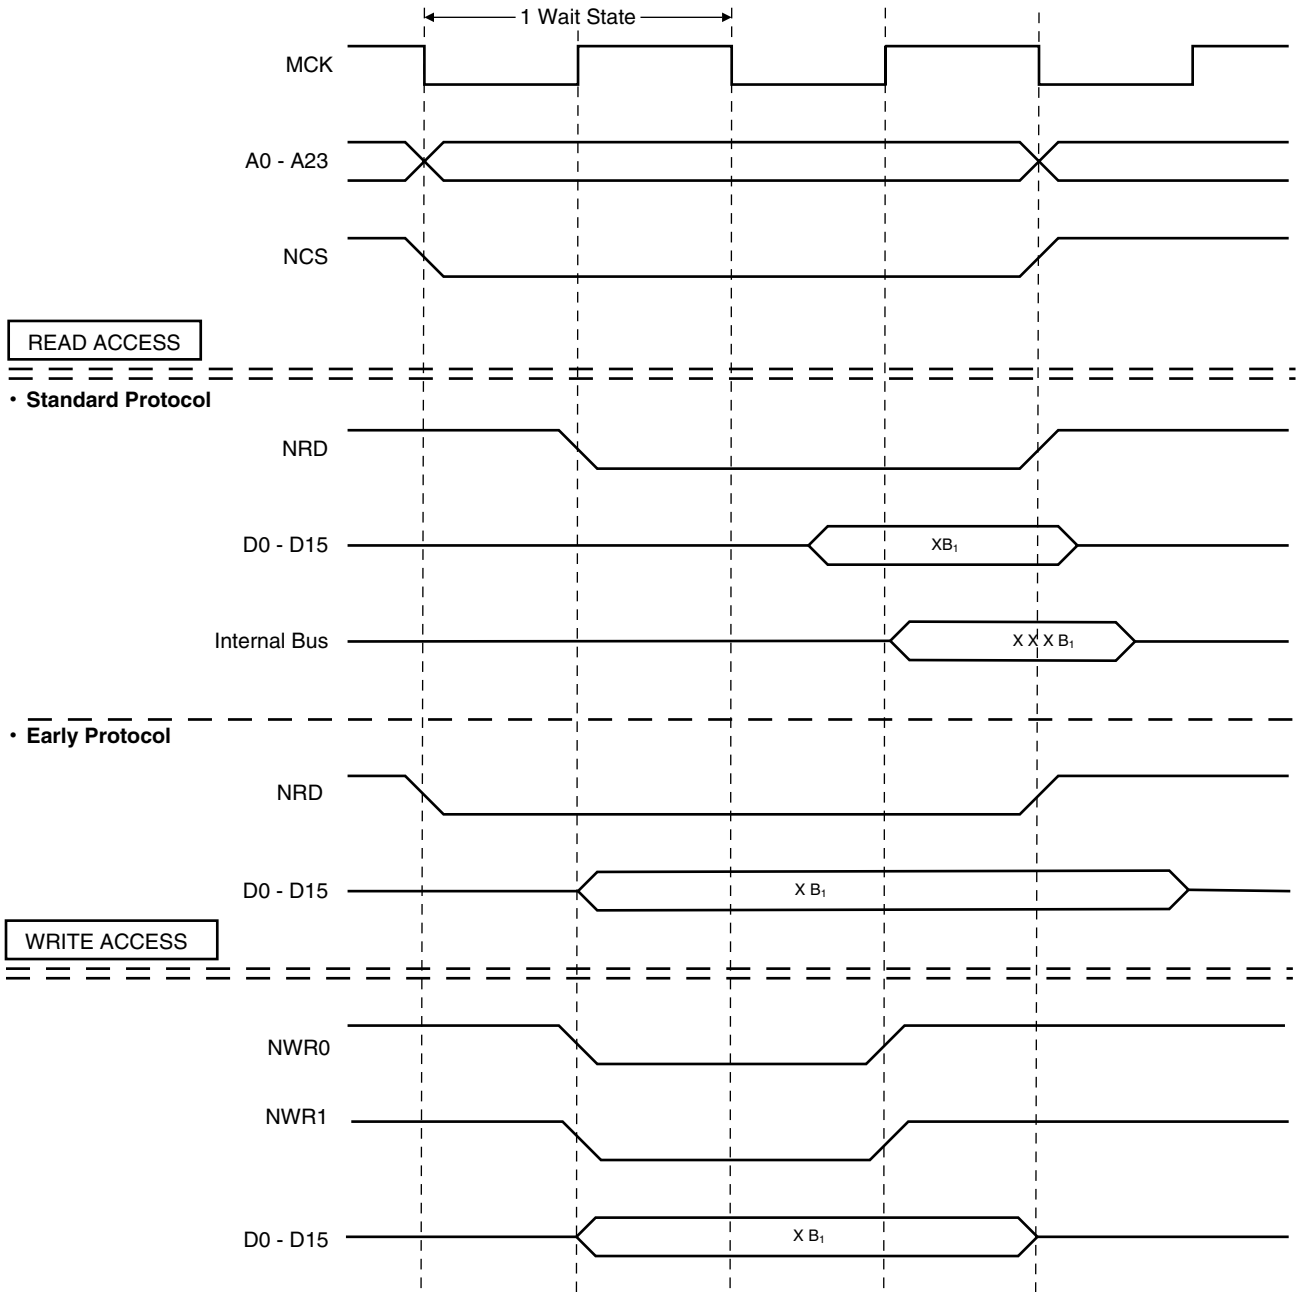 1 Wait State
MCK
A0 - A23
NCS
READ ACCESS
• Standard Protocol
NRD
D0 - D15
XB₁
Internal Bus
X X X B₁
• Early Protocol
NRD
D0 - D15
X B₁
WRITE ACCESS
NWR0
NWR1
D0 - D15
X B₁